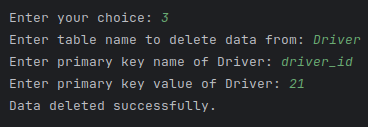 Enter your choice: 3
Enter table name to delete data from: Driver
Enter primary key name of Driver: driver_id
Enter primary key value of Driver: 21
Data deleted successfully.